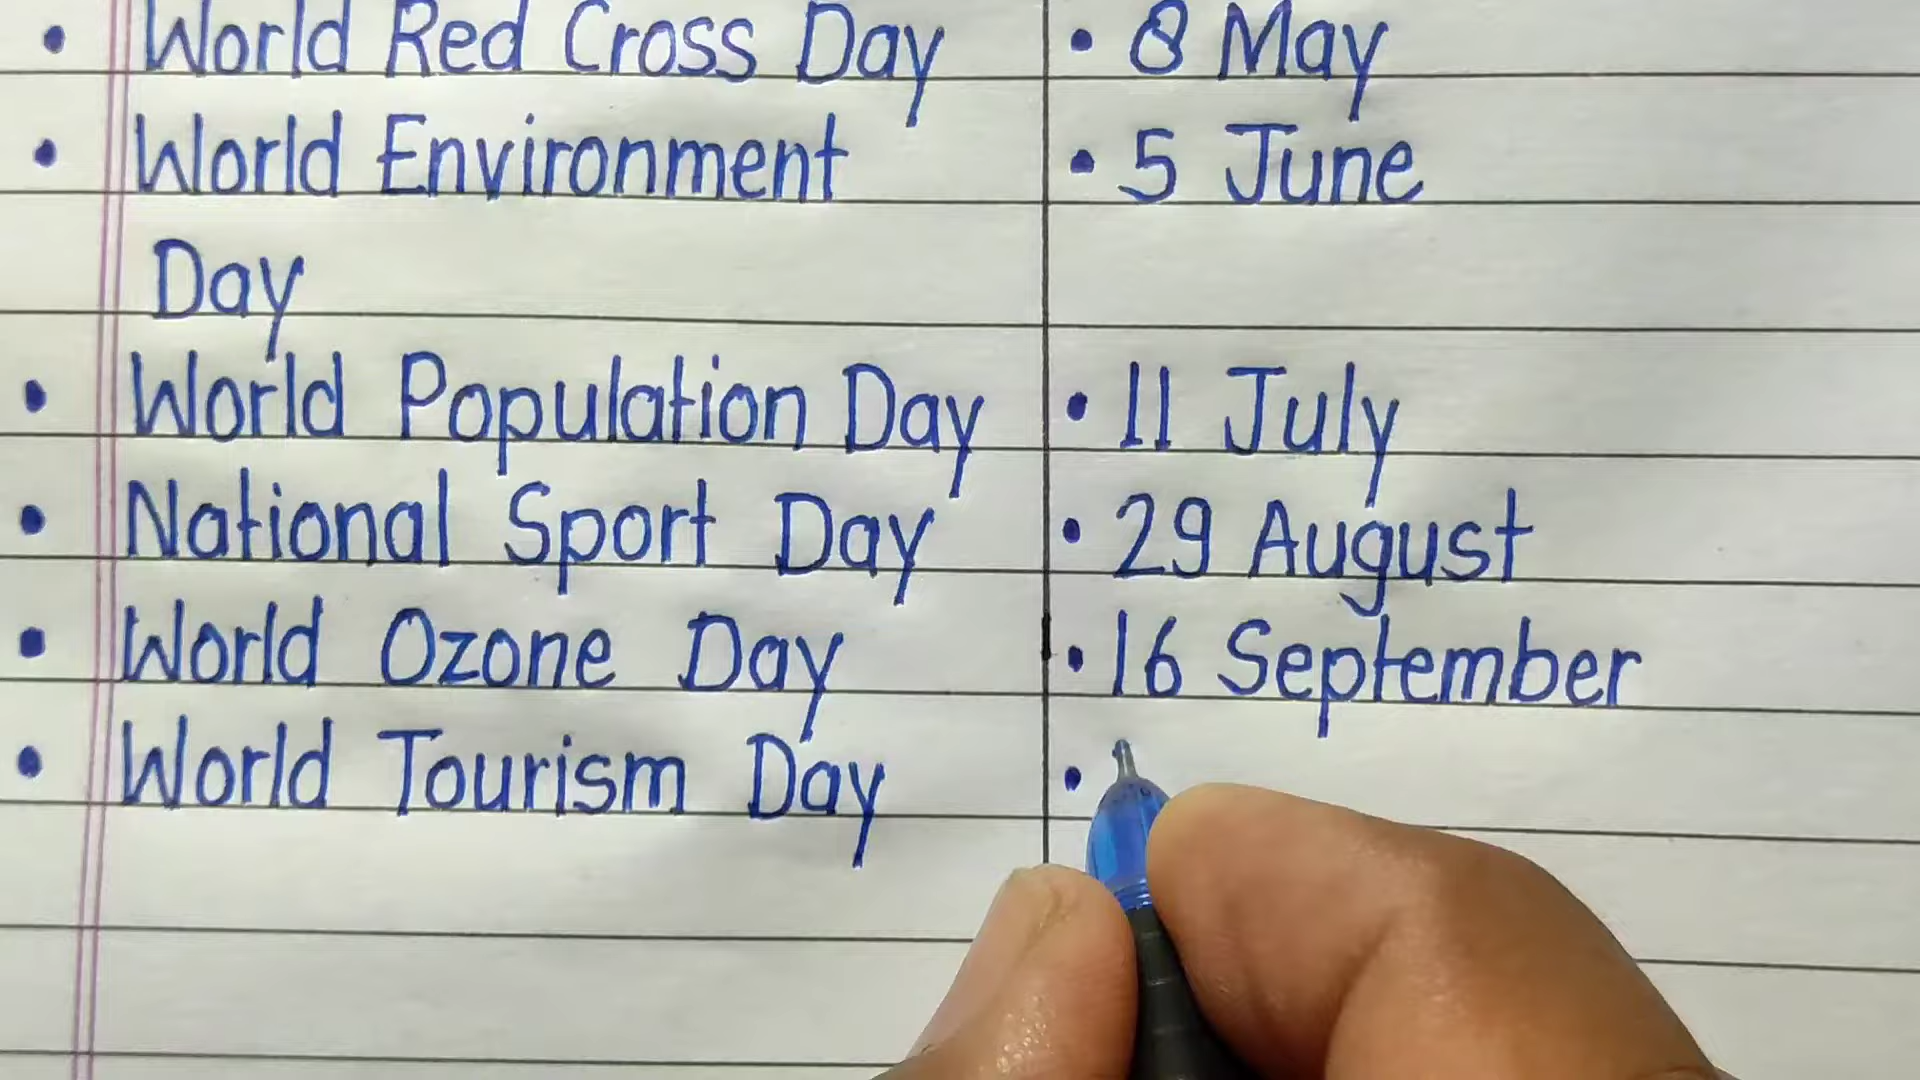 • World Red Cross Day • 8 May
• World Environment • 5 June
Day
• World Population Day • 11 July
• National Sport Day • 29 August
• World Ozone Day • 16 September
• World Tourism Day •